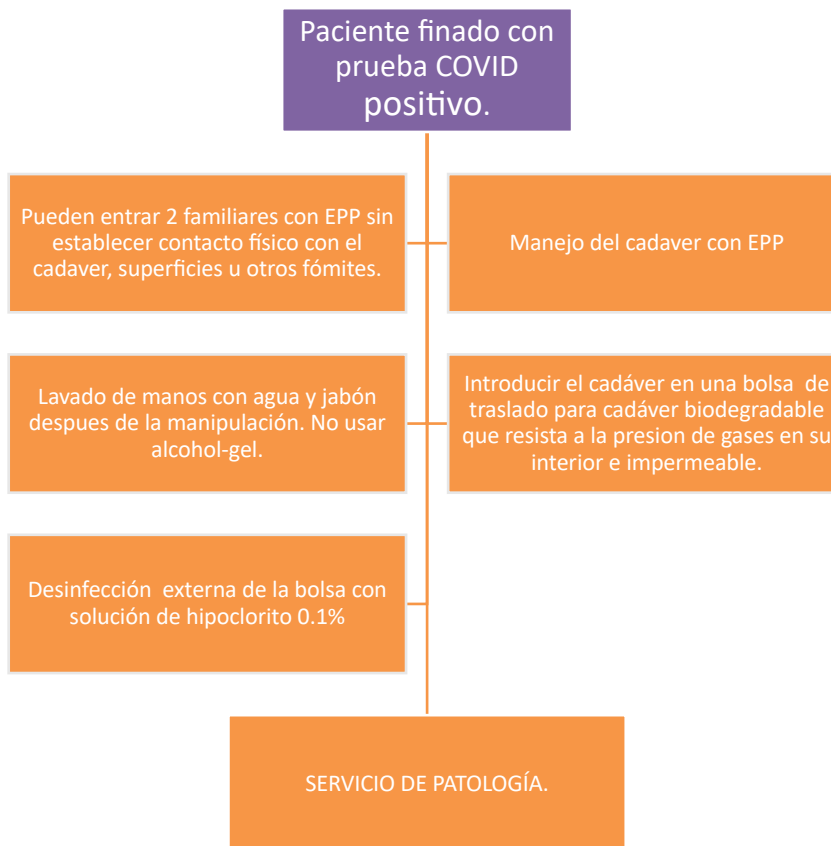 Paciente finado con
prueba COVID
positivo.
Pueden entrar 2 familiares con EPP sin
establecer contacto físico con el
cadaver, superficies u otros fómites.
Manejo del cadaver con EPP
Lavado de manos con agua y jabón
despues de la manipulación. No usar
alcohol-gel.
Introducir el cadáver en una bolsa de
traslado para cadáver biodegradable
que resista a la presion de gases en su
interior e impermeable.
Desinfección externa de la bolsa con
solución de hipoclorito 0.1%
SERVICIO DE PATOLOGÍA.